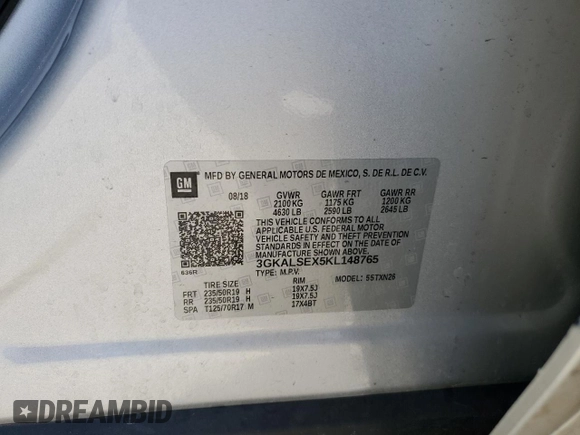 GM
MFD BY GENERAL MOTORS DE MEXICO, S. DE R.L. DE C.V.
08/18 GVWR GAWR FRT GAWR RR
2100 KG 1175 KG 1200 KG
4630 LB 2590 LB 2645 LB
THIS VEHICLE CONFORMS TO ALL
APPLICABLE U.S. FEDERAL MOTOR
VEHICLE SAFETY AND THEFT PREVENTION
STANDARDS IN EFFECT ON THE DATE OF
MANUFACTURE SHOWN ABOVE.
3GKALSEX5KL148765
636R TYPE: M.P.V. MODEL: SSTXN26
TIRE SIZE RIM
FRT 235/50R19 H 19X7.5J
RR 235/50R19 H 19X7.5J
SPA T125/70R17 M 17X4BT
DREAMBID